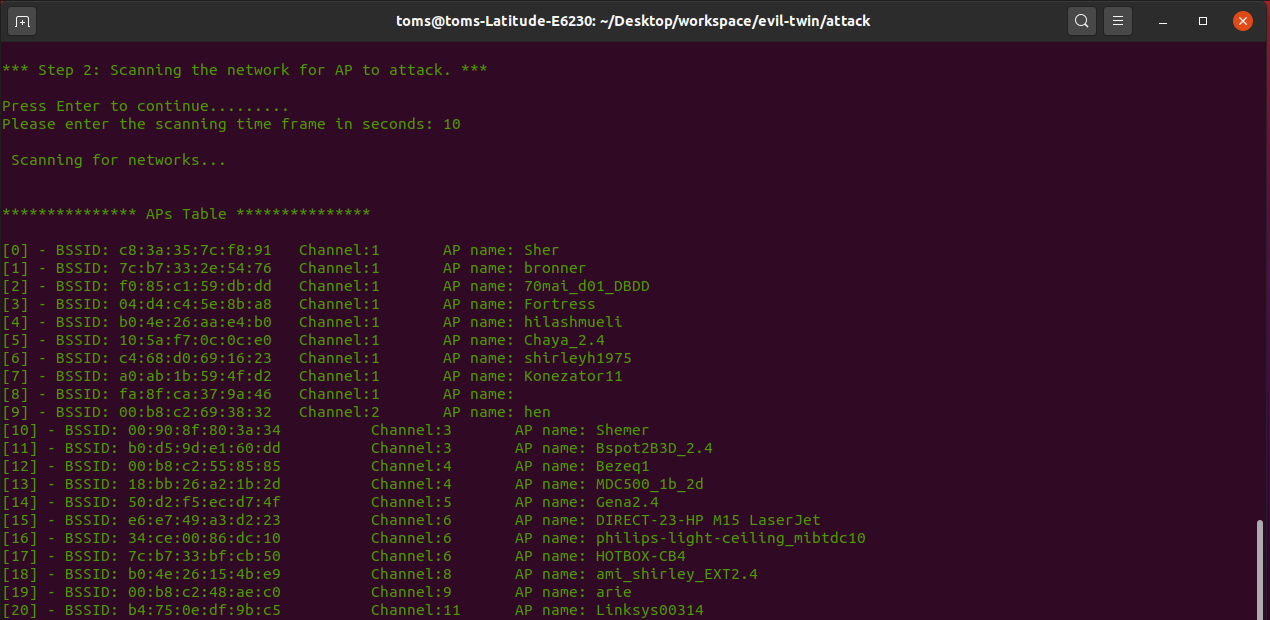 toms@toms-Latitude-E6230: ~/Desktop/workspace/evil-twin/attack
*** Step 2: Scanning the network for AP to attack. ***
Press Enter to continue.........
Please enter the scanning time frame in seconds: 10
Scanning for networks...
*************** APs Table ***************
[0] - BSSID: c8:3a:35:7c:f8:91 Channel:1 AP name: Sher
[1] - BSSID: 7c:b7:33:2e:54:76 Channel:1 AP name: bronner
[2] - BSSID: f0:85:c1:59:db:dd Channel:1 AP name: 70mai_d01_DBDD
[3] - BSSID: 04:d4:c4:5e:8b:a8 Channel:1 AP name: Fortress
[4] - BSSID: b0:4e:26:aa:e4:b0 Channel:1 AP name: hilashmueli
[5] - BSSID: 10:5a:f7:0c:0c:e0 Channel:1 AP name: Chaya_2.4
[6] - BSSID: c4:68:d0:69:16:23 Channel:1 AP name: shirleyh1975
[7] - BSSID: a0:ab:1b:59:4f:d2 Channel:1 AP name: Konezator11
[8] - BSSID: fa:8f:ca:37:9a:46 Channel:1 AP name:
[9] - BSSID: 00:b8:c2:69:38:32 Channel:2 AP name: hen
[10] - BSSID: 00:90:8f:80:3a:34 Channel:3 AP name: Shemer
[11] - BSSID: b0:d5:9d:e1:60:dd Channel:3 AP name: Bspot2B3D_2.4
[12] - BSSID: 00:b8:c2:55:85:85 Channel:4 AP name: Bezeq1
[13] - BSSID: 18:bb:26:a2:1b:2d Channel:4 AP name: MDC500_1b_2d
[14] - BSSID: 50:d2:f5:ec:d7:4f Channel:5 AP name: Gena2.4
[15] - BSSID: e6:e7:49:a3:d2:23 Channel:6 AP name: DIRECT-23-HP M15 LaserJet
[16] - BSSID: 34:ce:00:86:dc:10 Channel:6 AP name: philips-light-ceiling_mibtdc10
[17] - BSSID: 7c:b7:33:bf:cb:50 Channel:6 AP name: HOTBOX-CB4
[18] - BSSID: b0:4e:26:15:4b:e9 Channel:8 AP name: ami_shirley_EXT2.4
[19] - BSSID: 00:b8:c2:48:ae:c0 Channel:9 AP name: arie
[20] - BSSID: b4:75:0e:df:9b:c5 Channel:11 AP name: Linksys00314